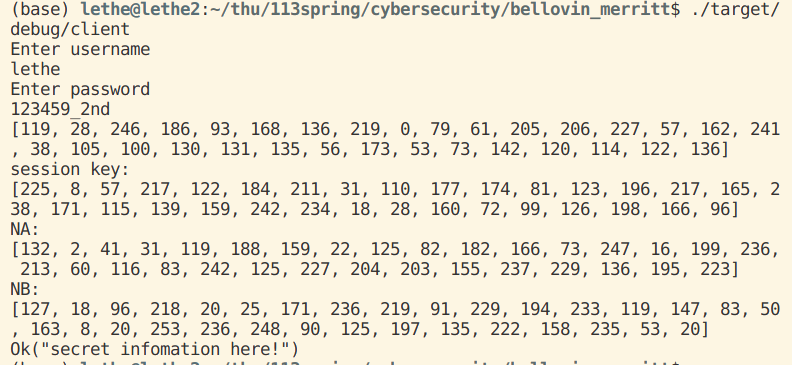 (base) lethe@lethe2:~/thu/113spring/cybersecurity/bellovin_merritt$ ./target/
debug/client
Enter username
lethe
Enter password
123459_2nd
[119, 28, 246, 186, 93, 168, 136, 219, 0, 79, 61, 205, 206, 227, 57, 162, 241
, 38, 105, 100, 130, 131, 135, 56, 173, 53, 73, 142, 120, 114, 122, 136]
session key:
[225, 8, 57, 217, 122, 184, 211, 31, 110, 177, 174, 81, 123, 196, 217, 165, 2
38, 171, 115, 139, 159, 242, 234, 18, 28, 160, 72, 99, 126, 198, 166, 96]
NA:
[132, 2, 41, 31, 119, 188, 159, 22, 125, 82, 182, 166, 73, 247, 16, 199, 236,
 213, 60, 116, 83, 242, 125, 227, 204, 203, 155, 237, 229, 136, 195, 223]
NB:
[127, 18, 96, 218, 20, 25, 171, 236, 219, 91, 229, 194, 233, 119, 147, 83, 50
, 163, 8, 20, 253, 236, 248, 90, 125, 197, 135, 222, 158, 235, 53, 20]
Ok("secret infomation here!")